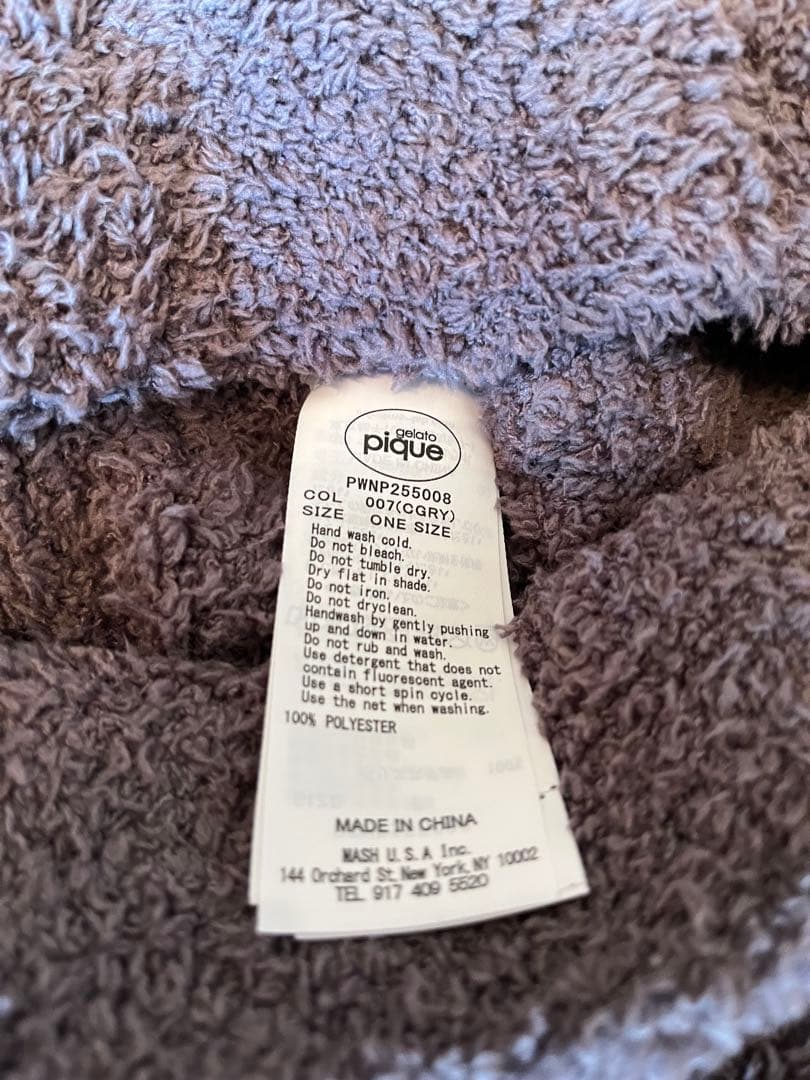 gelato
pique
PWNP255008
COL 007(CGRY)
SIZE ONE SIZE
Hand wash cold.
Do not bleach.
Do not tumble dry.
Dry flat in shade.
Do not iron.
Do not dryclean.
Handwash by gently pushing
up and down in water.
Do not rub and wash.
Use detergent that does not
contain fluorescent agent.
Use a short spin cycle.
Use the net when washing.
100% POLYESTER
MADE IN CHINA
MASH U.S.A Inc.
144 Orchard St, New York, NY 10002
TEL 917 409 5520